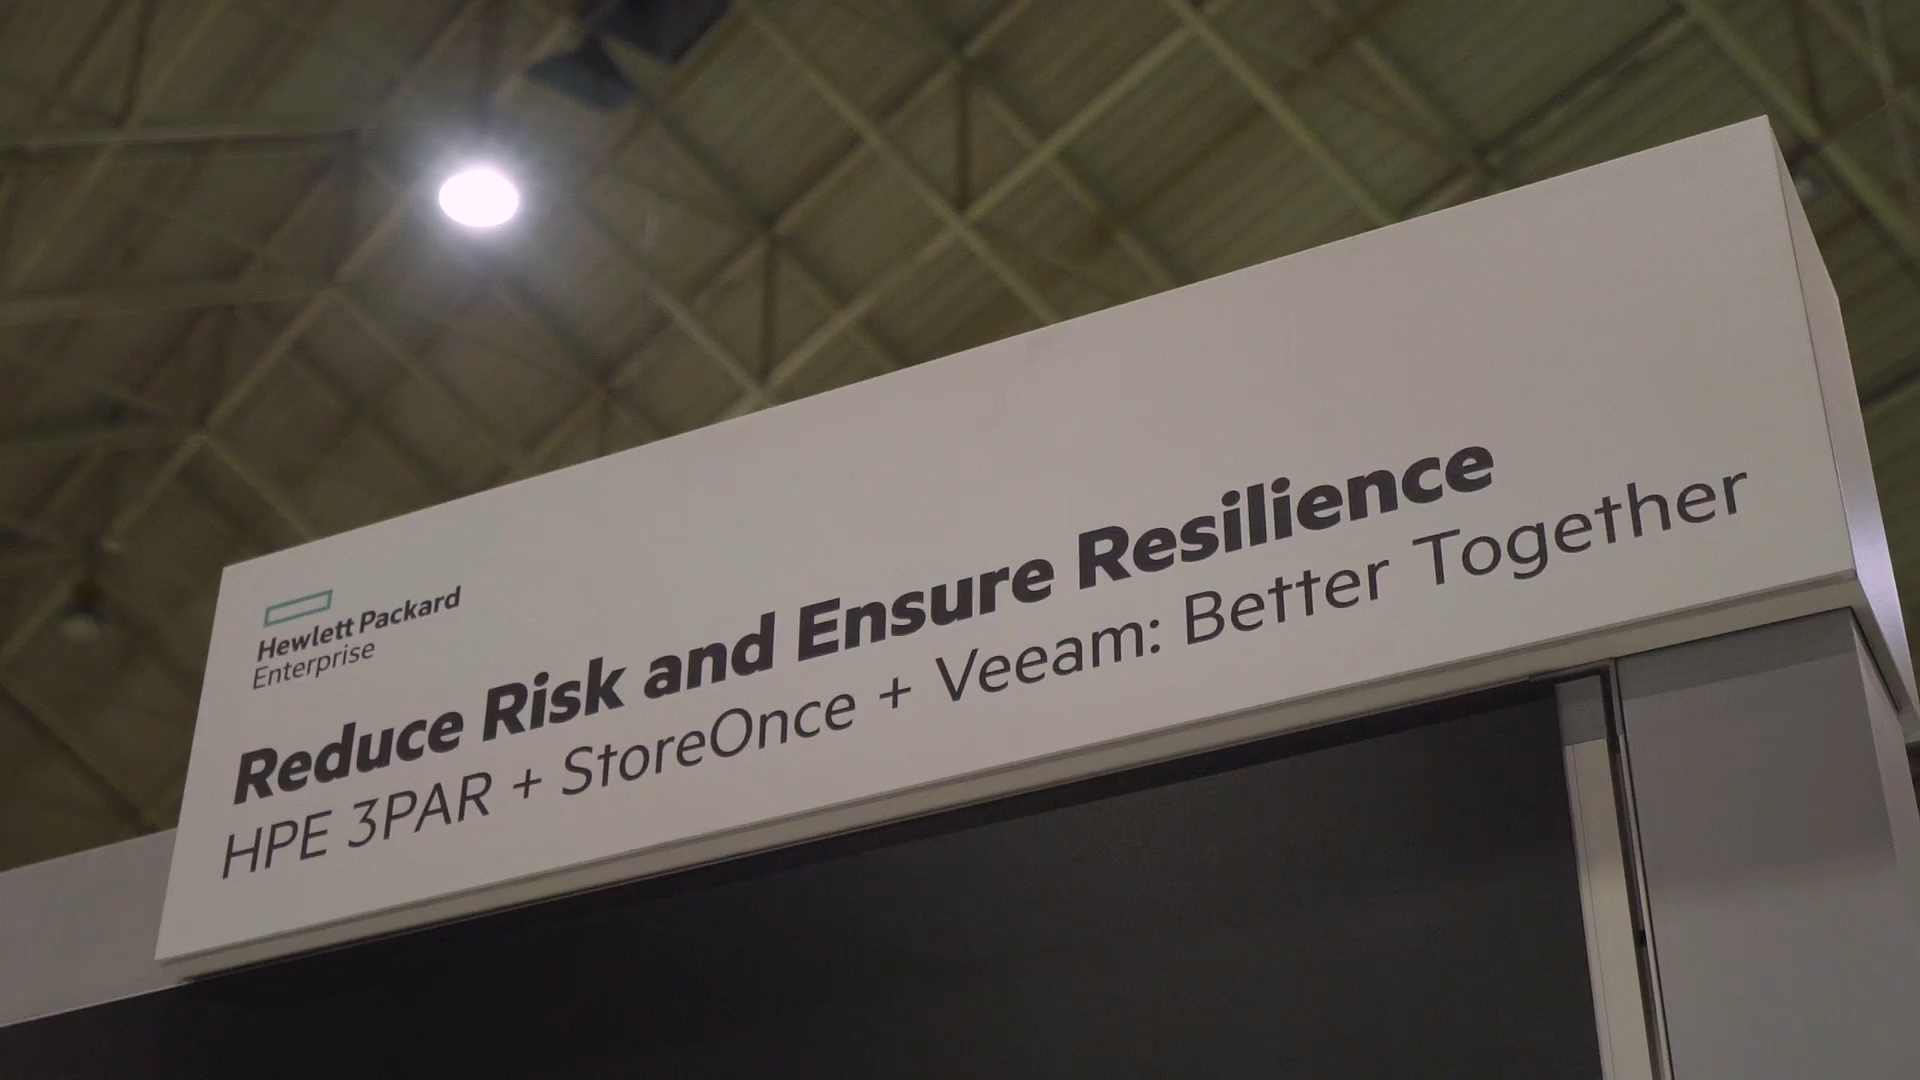 Hewlett Packard
Enterprise
Reduce Risk and Ensure Resilience
HPE 3PAR + StoreOnce + Veeam: Better Together